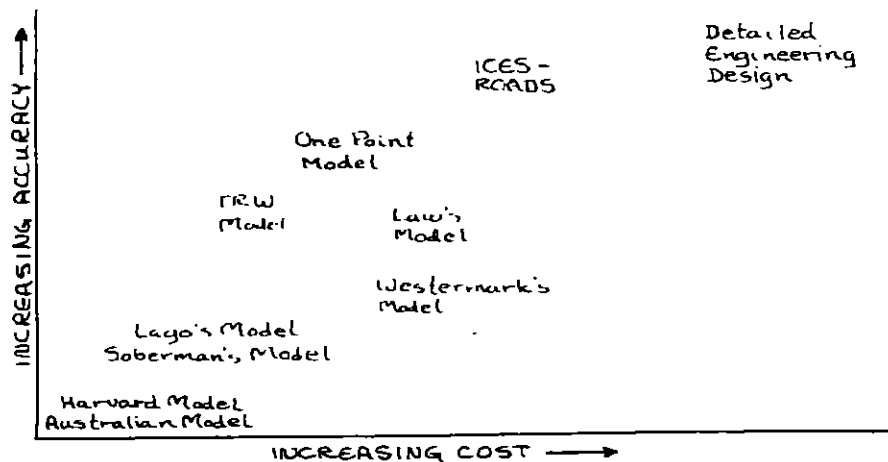 INCREASING ACCURACY
Detailed
Engineering
Design
ICES -
ROADS
One Point
Model
TRW
Model
Law's
Model
Westermark's
Model
Lago's Model
Soberman's, Model
Harvard Model
Australian Model
INCREASING COST